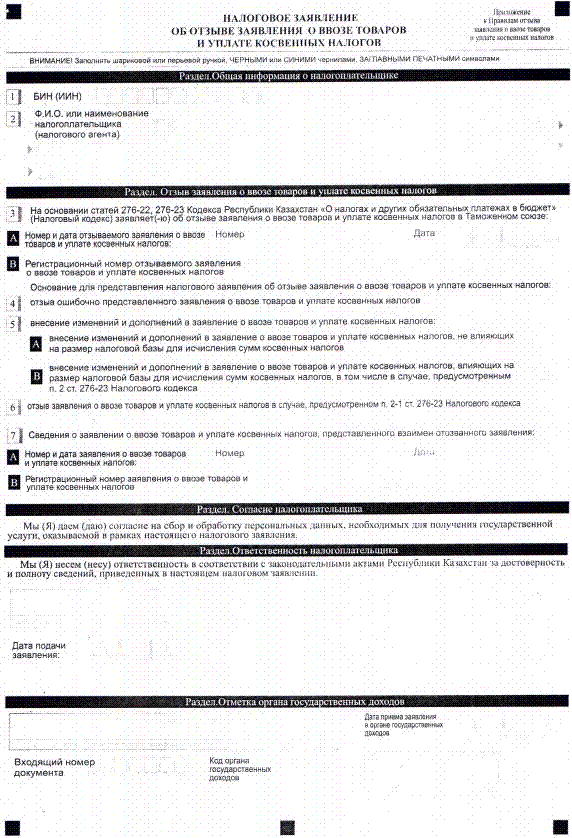 НАЛОГОВОЕ ЗАЯВЛЕНИЕ
ОБ ОТЗЫВЕ ЗАЯВЛЕНИЯ О ВВОЗЕ ТОВАРОВ
И УПЛАТЕ КОСВЕННЫХ НАЛОГОВ
Приложение
к Правилам отзыва
заявления о ввозе товаров
и уплате косвенных налогов
ВНИМАНИЕ! Заполнять шариковой или перьевой ручкой, ЧЕРНЫМИ или СИНИМИ чернилами, ЗАГЛАВНЫМИ ПЕЧАТНЫМИ символами
Раздел.Общая информация о налогоплательщике
1 БИН (ИИН)
2 Ф.И.О. или наименование
налогоплательщика
(налогового агента)
Раздел. Отзыв заявления о ввозе товаров и уплате косвенных налогов
3 На основании статей 276-22, 276-23 Кодекса Республики Казахстан «О налогах и других обязательных платежах в бюджет»
(Налоговый кодекс) заявляет(-ю) об отзыве заявления о ввозе товаров и уплате косвенных налогов в Таможенном союзе:
A Номер и дата отзываемого заявления о ввозе Номер Дата
товаров и уплате косвенных налогов:
B Регистрационный номер отзываемого заявления
о ввозе товаров и уплате косвенных налогов
Основание для представления налогового заявления об отзыве заявления о ввозе товаров и уплате косвенных налогов:
4 отзыв ошибочно представленного заявления о ввозе товаров и уплате косвенных налогов
5 внесение изменений и дополнений в заявление о ввозе товаров и уплате косвенных налогов:
A внесение изменений и дополнений в заявление о ввозе товаров и уплате косвенных налогов, не влияющих
на размер налоговой базы для исчисления сумм косвенных налогов
B внесение изменений и дополнений в заявление о ввозе товаров и уплате косвенных налогов, влияющих на
размер налоговой базы для исчисления сумм косвенных налогов, в том числе в случае, предусмотренным
п. 2 ст. 276-23 Налогового кодекса
6 отзыв заявления о ввозе товаров и уплате косвенных налогов в случае, предусмотренном п. 2-1 ст. 276-23 Налогового кодекса
7 Сведения о заявлении о ввозе товаров и уплате косвенных налогов, представленного взаимен отозванного заявления:
A Номер и дата заявления о ввозе товаров Номер Дата
и уплате косвенных налогов:
B Регистрационный номер заявления о ввозе товаров и
уплате косвенных налогов
Раздел. Согласие налогоплательщика
Мы (Я) даем (даю) согласие на сбор и обработку персональных данных, необходимых для получения государственной
услуги, оказываемой в рамках настоящего налогового заявления.
Раздел.Ответственность налогоплательщика
Мы (Я) несем (несу) ответственность в соответствии с законодательными актами Республики Казахстан за достоверность
и полноту сведений, приведенных в настоящем налоговом заявлении.
Дата подачи
заявления:
Раздел.Отметка органа государственных доходов
Дата приема заявления
в органе государственных
доходов
Входящий номер
документа
Код органа
государственных
доходов